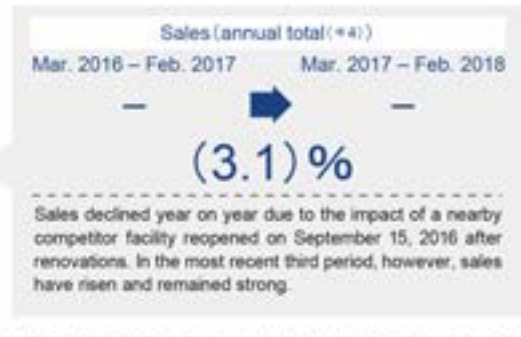 Sales(annual total(*4))
Mar. 2016 – Feb. 2017 Mar. 2017 – Feb. 2018
– –
(3.1)%
Sales declined year on year due to the impact of a nearby
competitor facility reopened on September 15, 2016 after
renovations. In the most recent third period, however, sales
have risen and remained strong.